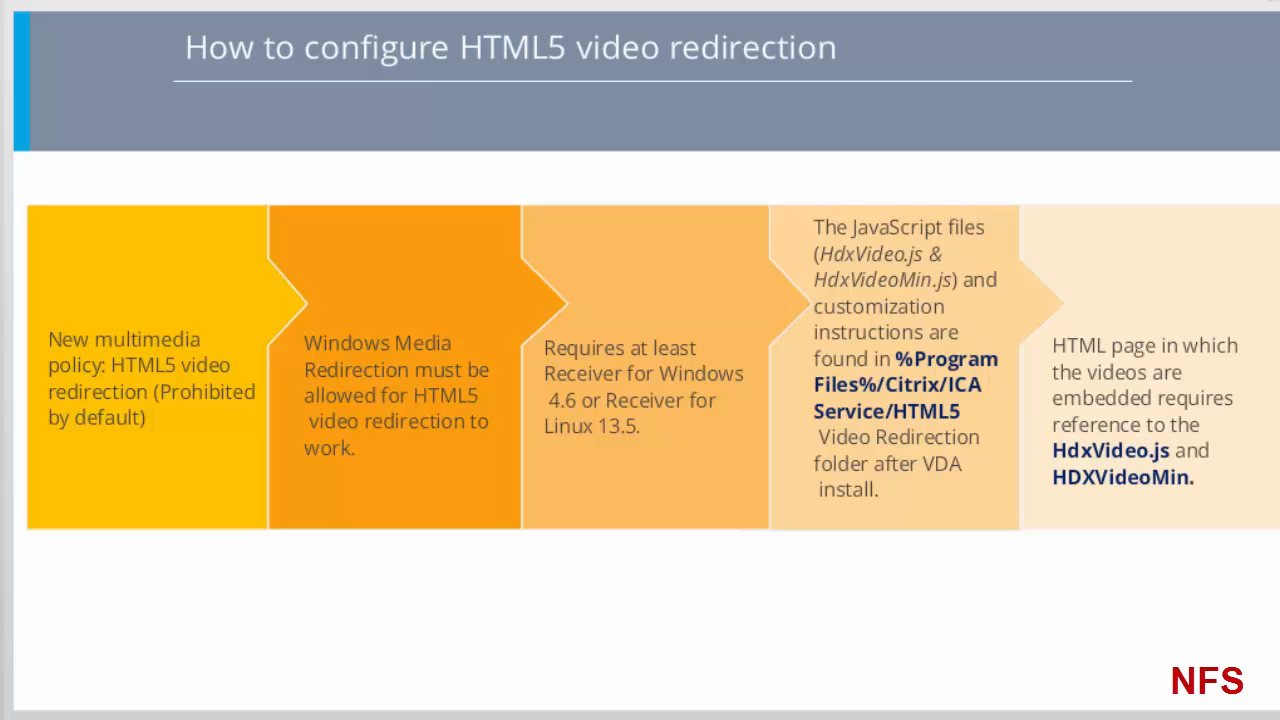 How to configure HTML5 video redirection
New multimedia
policy: HTML5 video
redirection (Prohibited
by default)
Windows Media
Redirection must be
allowed for HTML5
video redirection to
work.
Requires at least
Receiver for Windows
4.6 or Receiver for
Linux 13.5.
The JavaScript files
(HdxVideo.js &
HdxVideoMin.js) and
customization
instructions are
found in %Program
Files%/Citrix/ICA
Service/HTML5
Video Redirection
folder after VDA
install.
HTML page in which
the videos are
embedded requires
reference to the
HdxVideo.js and
HDXVideoMin.
NFS